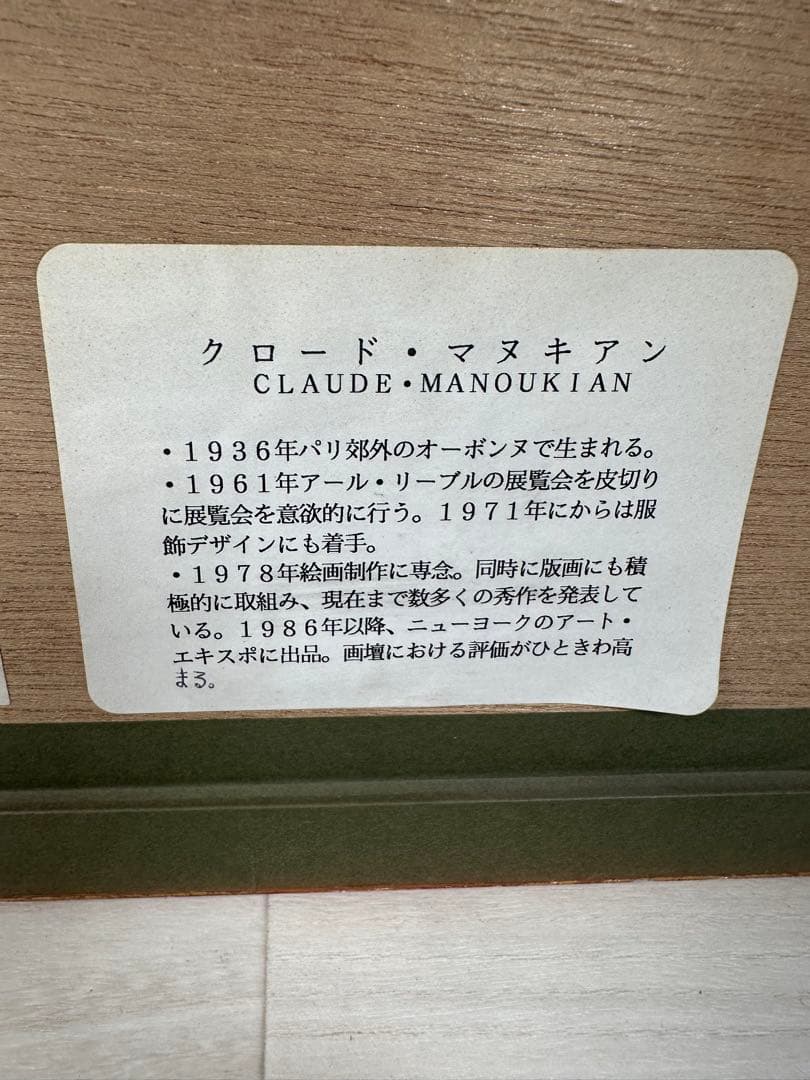 クロード・マヌキアン
CLAUDE・MANOUKIAN
・1936年パリ郊外のオーボンヌで生まれる。
・1961年アール・リーブルの展覧会を皮切り
に展覧会を意欲的に行う。1971年にからは服
飾デザインにも着手。
・1978年絵画制作に専念。同時に版画にも積
極的に取組み、現在まで数多くの秀作を発表して
いる。1986年以降、ニューヨークのアート・
エキスポに出品。画壇における評価がひときわ高
まる。